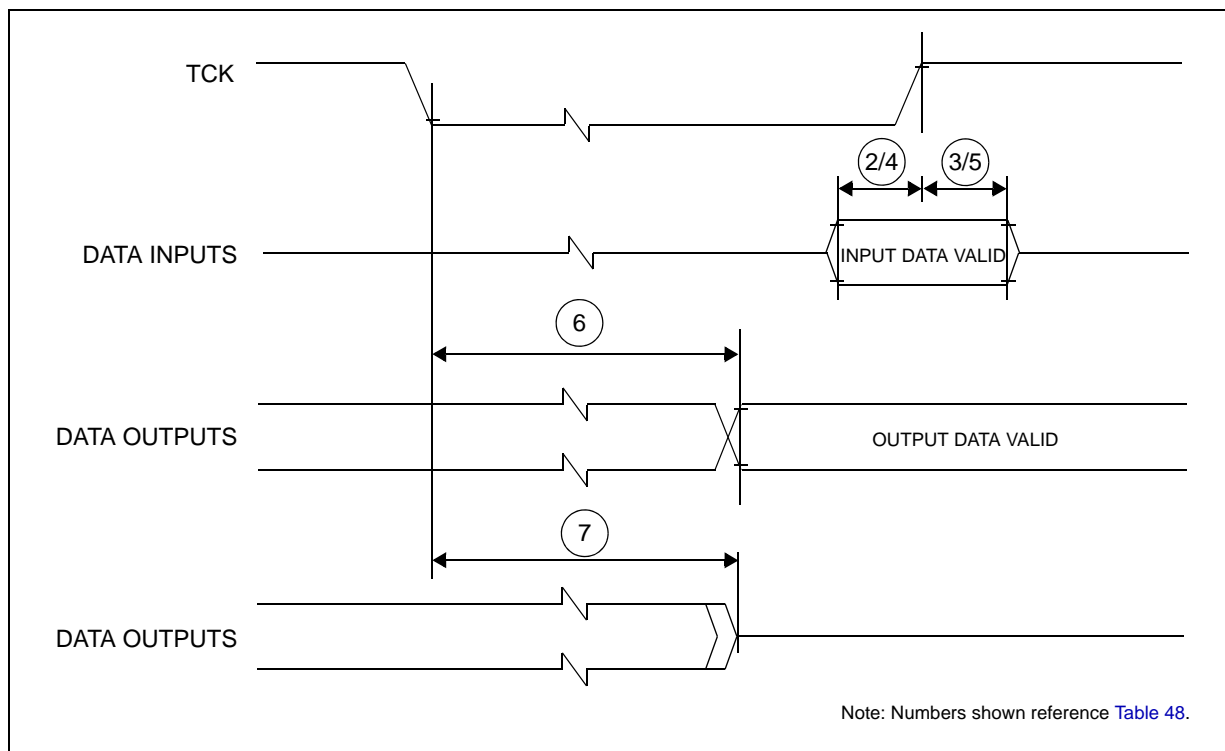 TCK
2/4
3/5
DATA INPUTS
INPUT DATA VALID
6
DATA OUTPUTS
OUTPUT DATA VALID
7
DATA OUTPUTS
Note: Numbers shown reference Table 48.